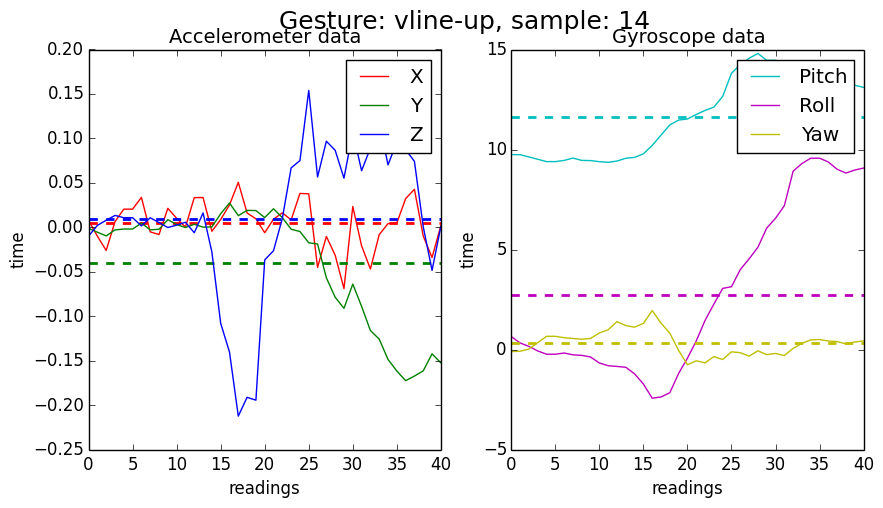 Gesture: vline-up, sample: 14
Accelerometer data
0.20
0.15
0.10
0.05
0.00
−0.05
−0.10
−0.15
−0.20
−0.25
time
0 5 10 15 20 25 30 35 40
readings
X
Y
Z
Gyroscope data
15
10
5
0
−5
time
0 5 10 15 20 25 30 35 40
readings
Pitch
Roll
Yaw